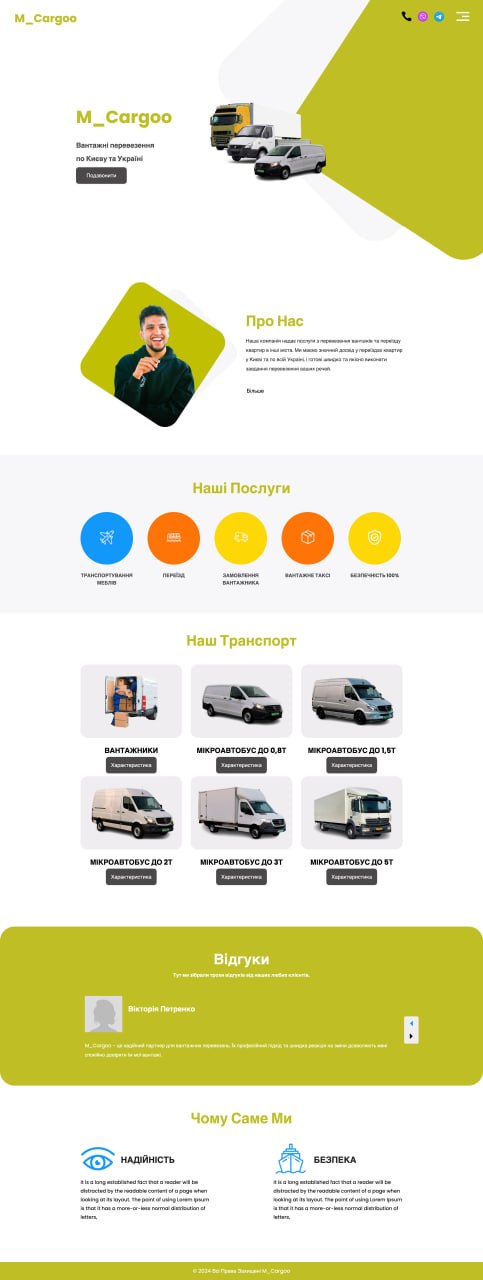 M_Cargoo
M_Cargoo
Вантажні перевезення
по Києву та Україні
Подзвонити
Про Нас
Наша компанія надає послуги з перевезення вантажів та переїзду
квартир в інші міста. Ми маємо значний досвід у переїздах квартир
у Києві та по всій Україні, і готові швидко та якісно виконати
завдання перевезення ваших речей.
Більше
Наші Послуги
ТРАНСПОРТУВАННЯ
МЕБЛІВ
ПЕРЕЇЗД
ЗАМОВЛЕННЯ
ВАНТАЖНИКА
ВАНТАЖНЕ ТАКСІ
БЕЗПЕЧНІСТЬ 100%
Наш Транспорт
ВАНТАЖНИКИ
МІКРОАВТОБУС ДО 0,8Т
МІКРОАВТОБУС ДО 1,5Т
Характеристика
Характеристика
Характеристика
МІКРОАВТОБУС ДО 2Т
МІКРОАВТОБУС ДО 3Т
МІКРОАВТОБУС ДО 5Т
Характеристика
Характеристика
Характеристика
Відгуки
Тут ми зібрали трохи відгуків від наших любих клієнтів.
Вікторія Петренко
M_Cargoo - це надійний партнер для вантажних перевезень. Їх професійний підхід та швидка реакція на зміни дозволяють мені
спокійно довіряти їм мої вантажі.
Чому Саме Ми
НАДІЙНІСТЬ
It is a long established fact that a reader will be
distracted by the readable content of a page when
looking at its layout. The point of using Lorem Ipsum
is that it has a more-or-less normal distribution of
letters,
БЕЗПЕКА
It is a long established fact that a reader will be
distracted by the readable content of a page when
looking at its layout. The point of using Lorem Ipsum
is that it has a more-or-less normal distribution of
letters,
© 2024 Всі Права Захищені M_Cargoo